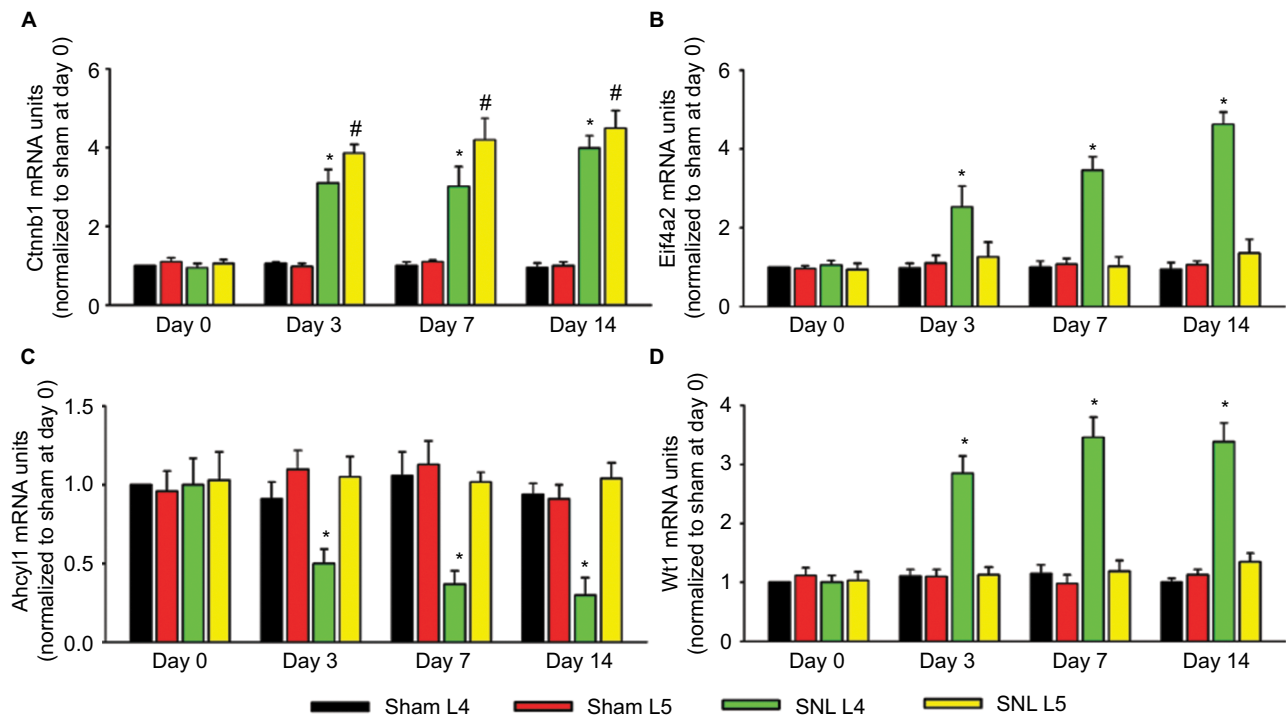 A
Ctnnb1 mRNA units
(normalized to sham at day 0)
6
4
2
0
* # * # * #
Day 0 Day 3 Day 7 Day 14
B
Eif4a2 mRNA units
(normalized to sham at day 0)
6
4
2
0
* * *
Day 0 Day 3 Day 7 Day 14
C
Ahcyl1 mRNA units
(normalized to sham at day 0)
1.5
1.0
0.5
0.0
* * *
Day 0 Day 3 Day 7 Day 14
D
Wt1 mRNA units
(normalized to sham at day 0)
4
3
2
1
0
* * *
Day 0 Day 3 Day 7 Day 14
Sham L4 Sham L5 SNL L4 SNL L5